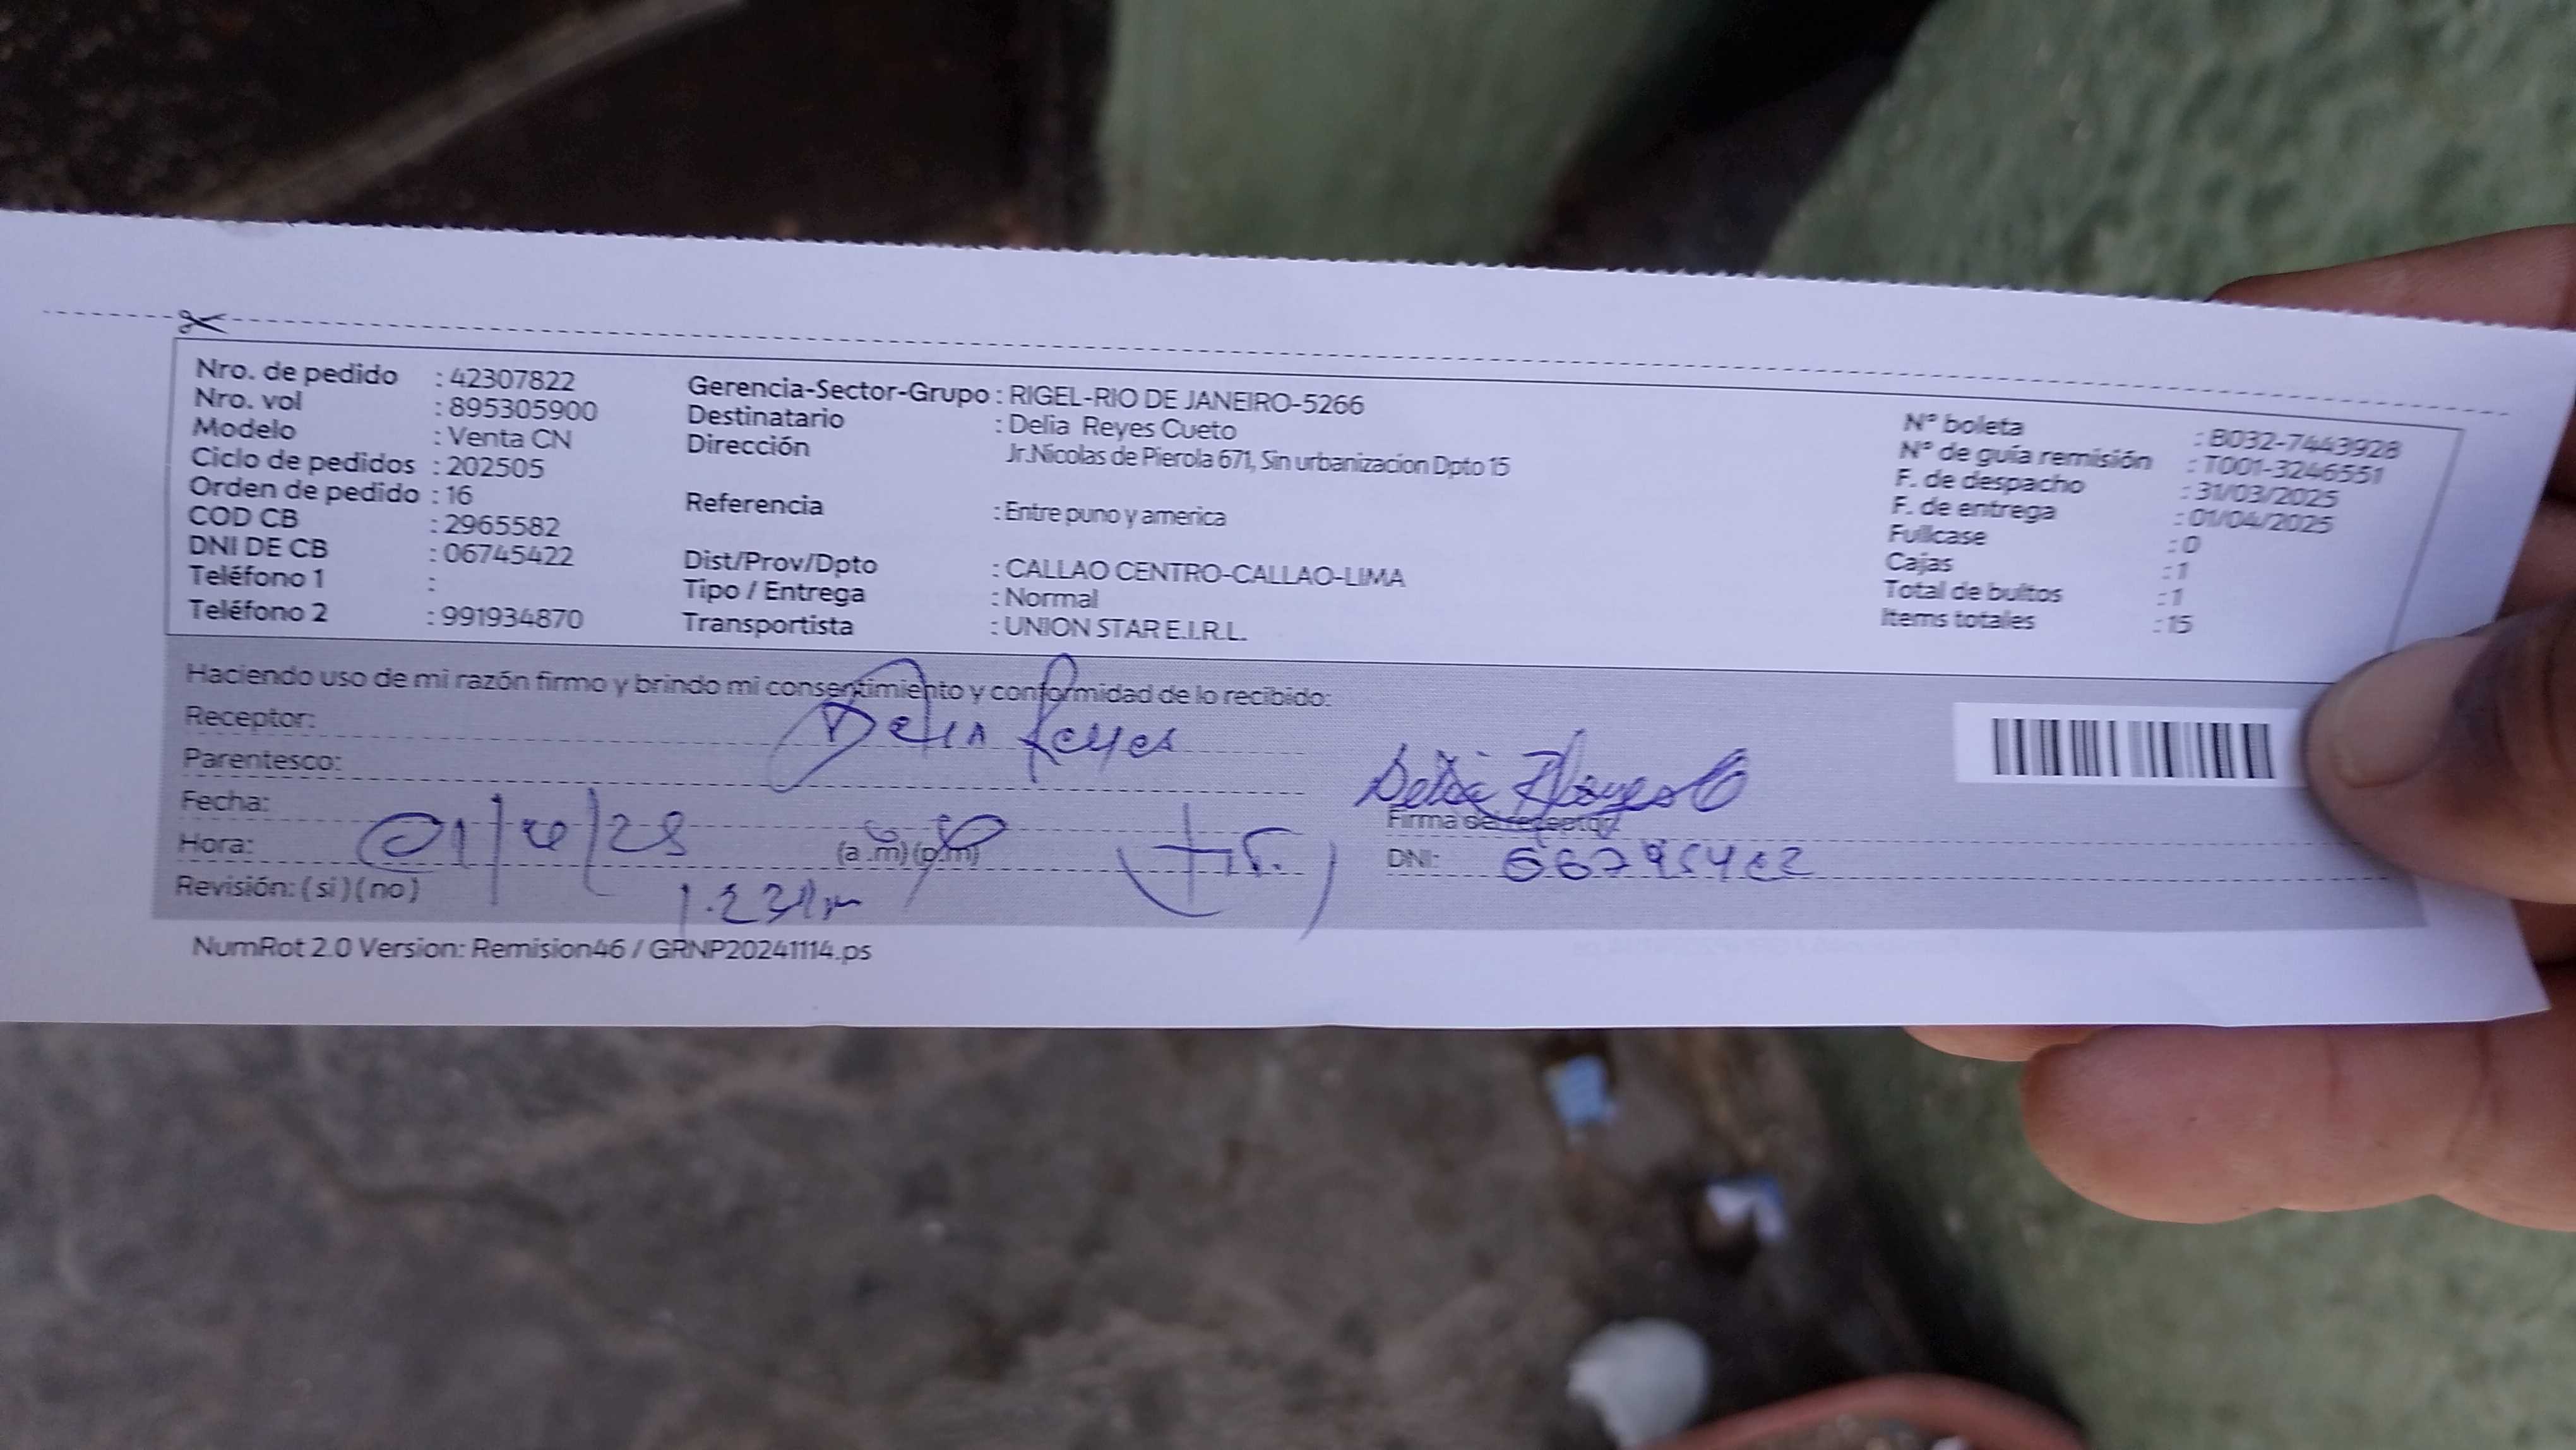 Nro. de pedido : 42307822
Nro. vol : 895305900
Modelo : Venta CN
Ciclo de pedidos : 202505
Orden de pedido : 16
COD CB : 2965582
DNI DE CB : 06745422
Teléfono 1 :
Teléfono 2 : 991934870
Gerencia-Sector-Grupo : RIGEL-RIO DE JANEIRO-5266
Destinatario : Delia Reyes Cueto
Dirección Jr.Nicolas de Pierola 671, Sin urbanizacion Dpto 15
Referencia : Entre puno y america
Dist/Prov/Dpto : CALLAO CENTRO-CALLAO-LIMA
Tipo / Entrega : Normal
Transportista : UNION STAR E.I.R.L.
Nº boleta : B032-7443928
Nº de guía remisión : T001-3246551
F. de despacho : 31/03/2025
F. de entrega : 01/04/2025
Fullcase : 0
Cajas : 1
Total de bultos : 1
Items totales : 15
Haciendo uso de mi razón firmo y brindo mi consentimiento y conformidad de lo recibido:
Receptor: Delia Reyes
Parentesco:
Fecha:
Hora: (a.m)(p.m)
Revisión: ( si ) ( no )
Firma del receptor
DNI:
NumRot 2.0 Version: Remision46 / GRNP20241114.ps